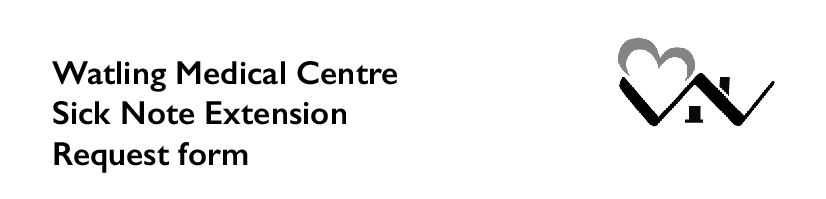 Watling Medical Centre
Sick Note Extension
Request form